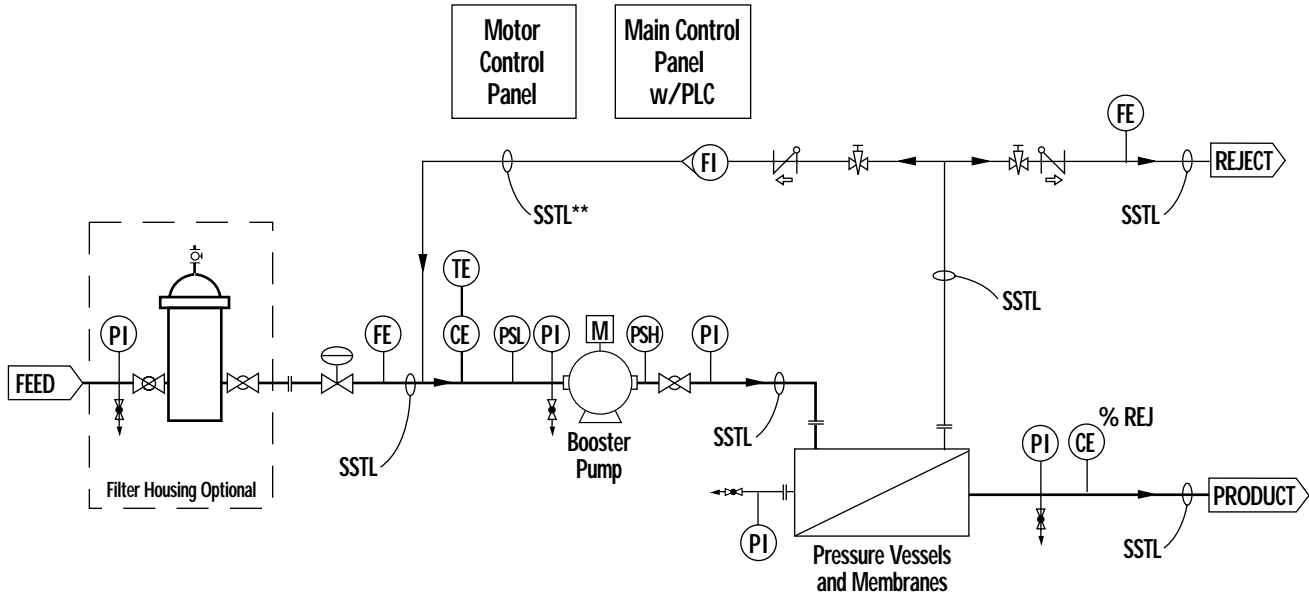 Motor
Control
Panel
Main Control
Panel
w/PLC
FE
FI
REJECT
SSTL**
SSTL
TE
SSTL
PI
FE
CE
PSL
PI
M
PSH
PI
FEED
SSTL
Booster
Pump
SSTL
% REJ
PI
CE
Filter Housing Optional
PRODUCT
PI
SSTL
Pressure Vessels
and Membranes